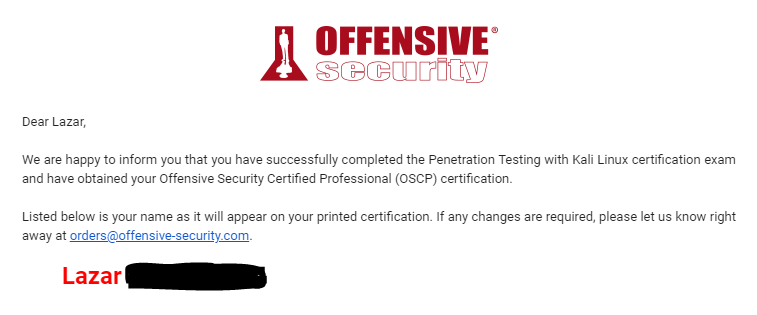 OFFENSIVE®
security
Dear Lazar,
We are happy to inform you that you have successfully completed the Penetration Testing with Kali Linux certification exam
and have obtained your Offensive Security Certified Professional (OSCP) certification.
Listed below is your name as it will appear on your printed certification. If any changes are required, please let us know right
away at orders@offensive-security.com.
Lazar